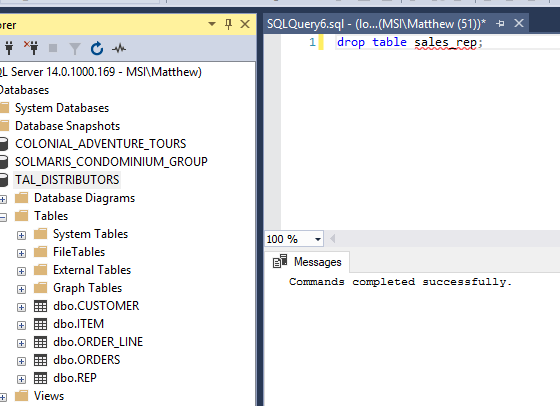 orer
QL Server 14.0.1000.169 - MSI\Matthew)
Databases
System Databases
Database Snapshots
COLONIAL_ADVENTURE_TOURS
SOLMARIS_CONDOMINIUM_GROUP
TAL_DISTRIBUTORS
Database Diagrams
Tables
System Tables
FileTables
External Tables
Graph Tables
dbo.CUSTOMER
dbo.ITEM
dbo.ORDER_LINE
dbo.ORDERS
dbo.REP
Views
SQLQuery6.sql - (lo...(MSI\Matthew (51))*
1 drop table sales_rep;
100 %
Messages
Commands completed successfully.